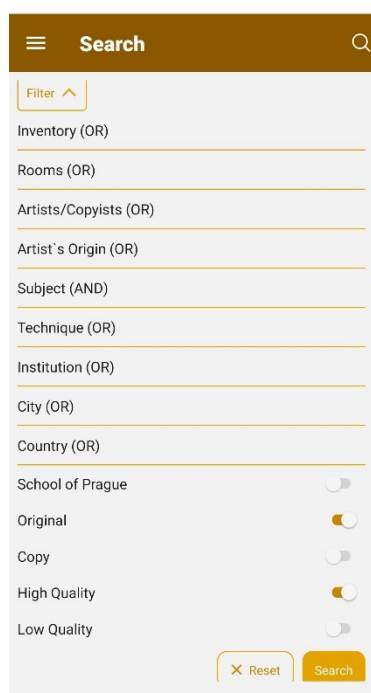 Search
Filter
Inventory (OR)
Rooms (OR)
Artists/Copyists (OR)
Artist`s Origin (OR)
Subject (AND)
Technique (OR)
Institution (OR)
City (OR)
Country (OR)
School of Prague
Original
Copy
High Quality
Low Quality
Reset Search